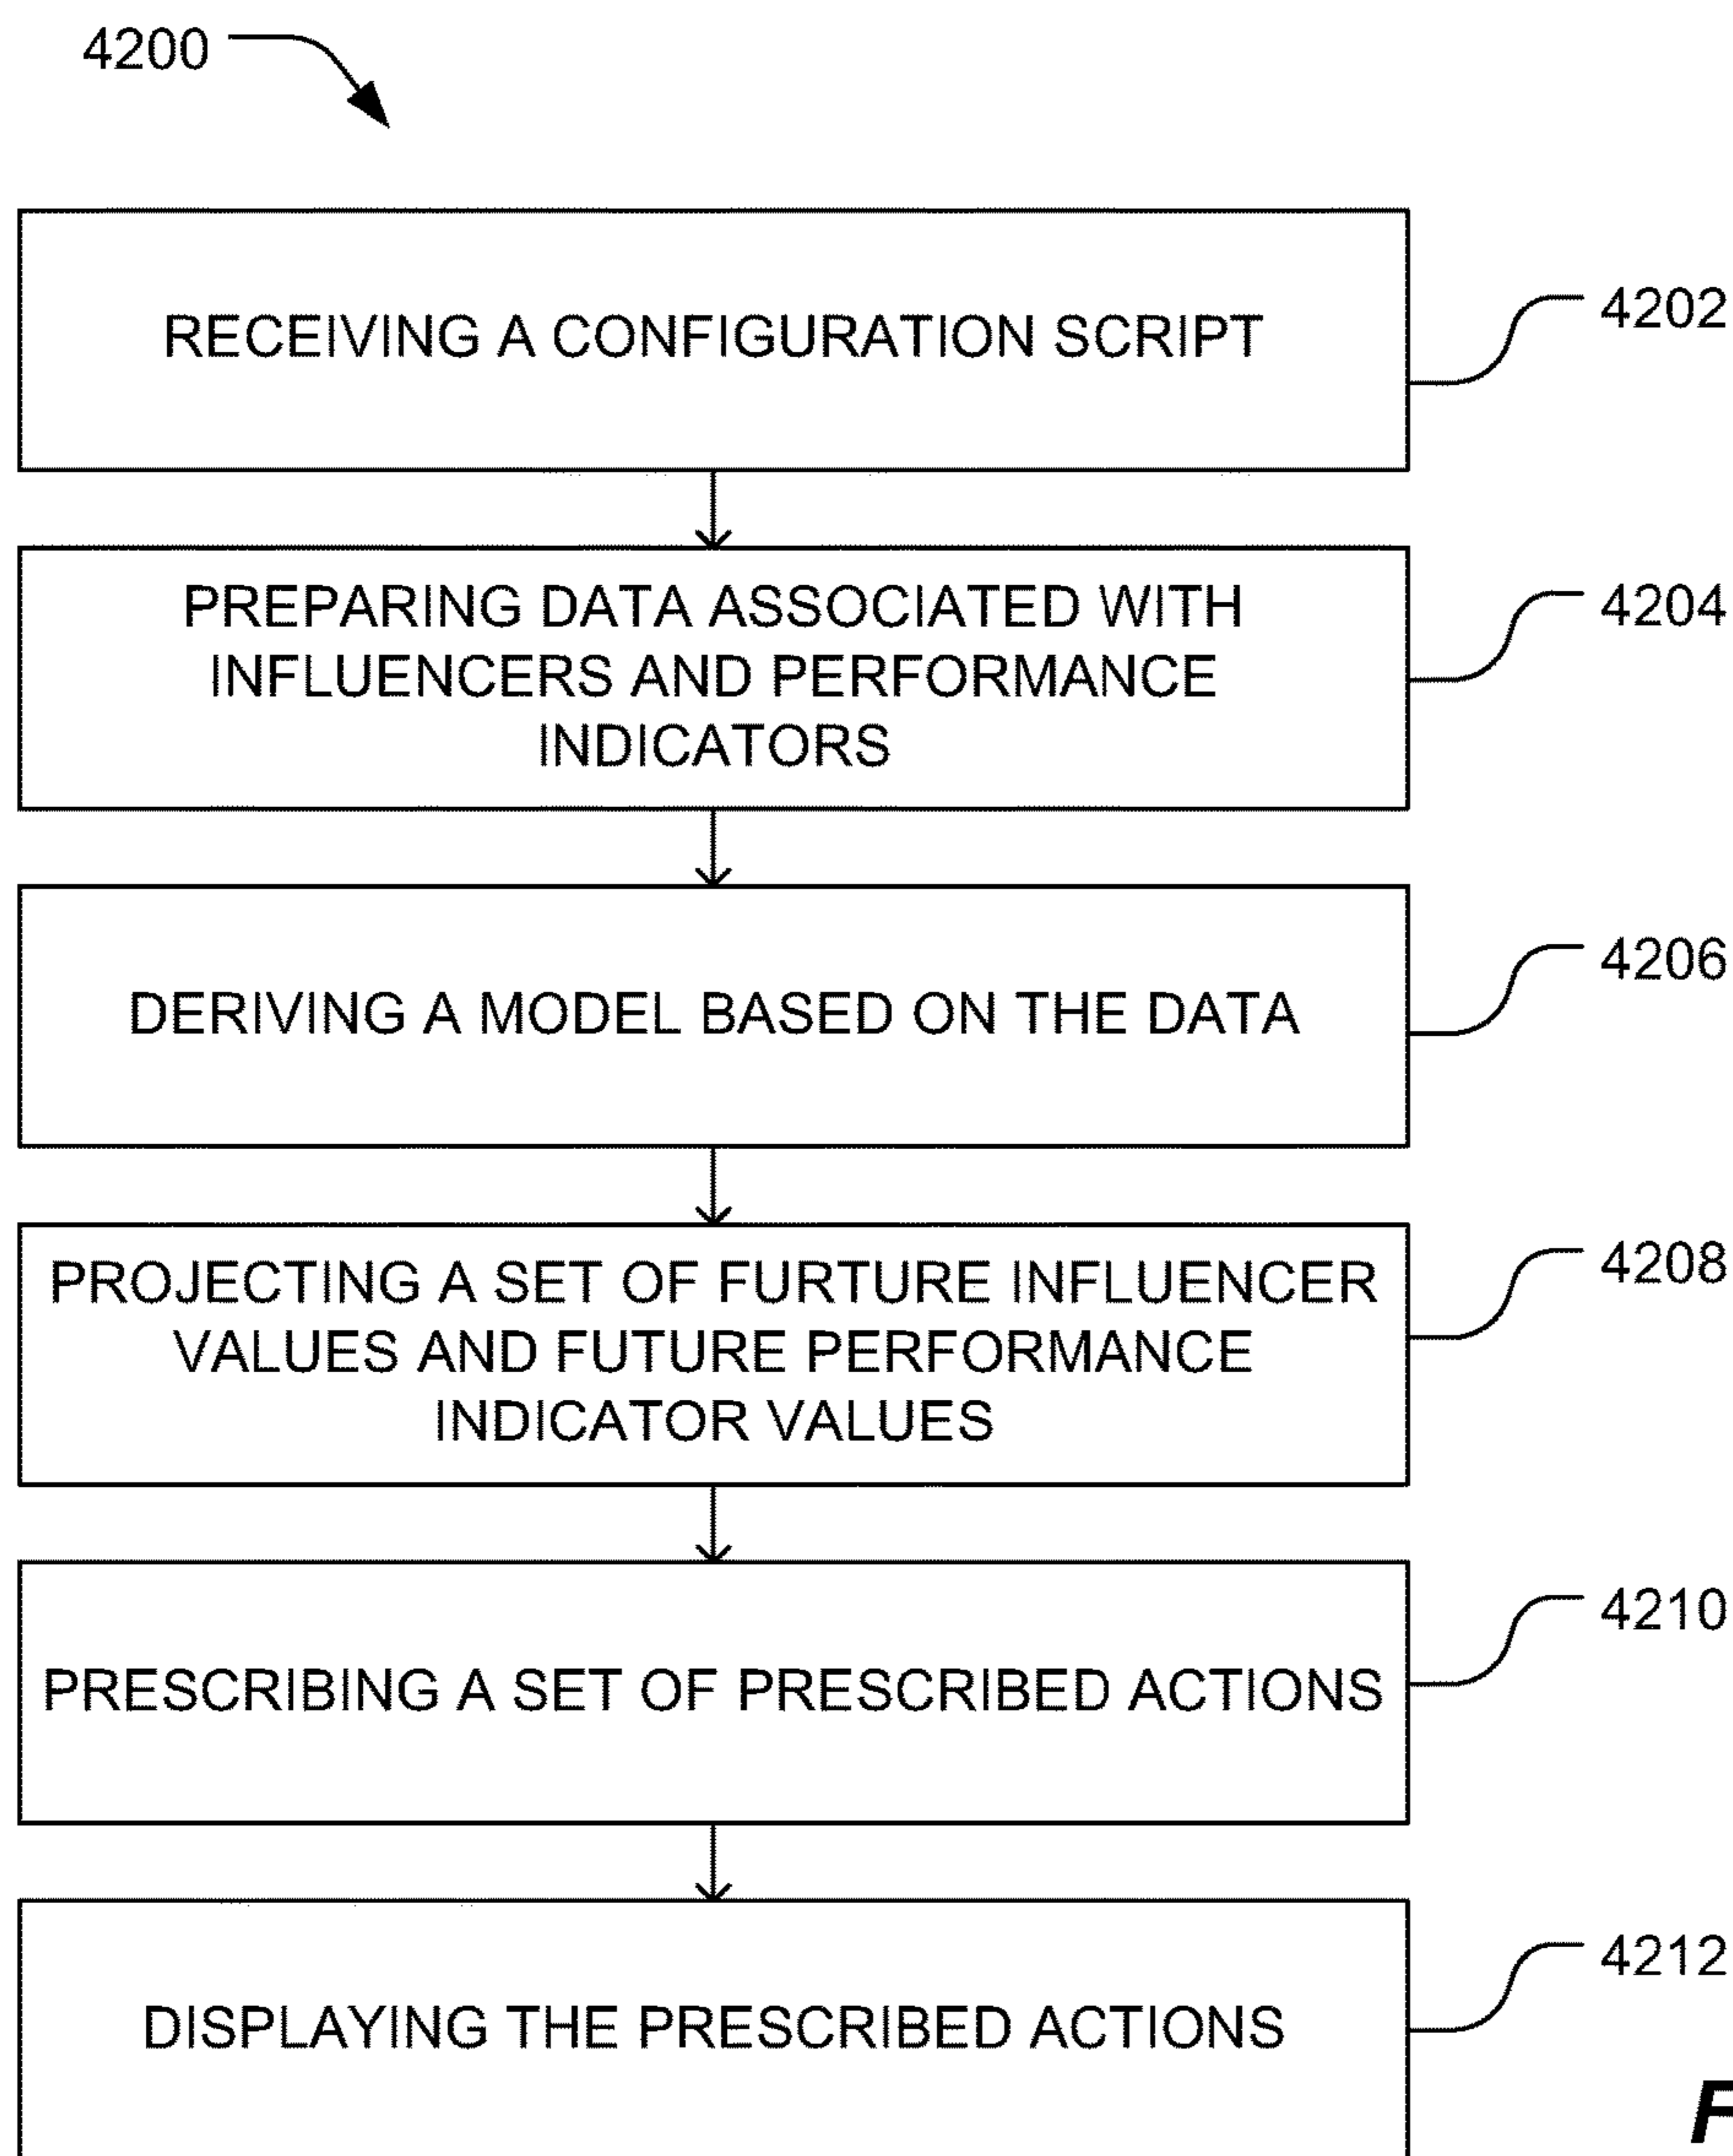 4200
RECEIVING A CONFIGURATION SCRIPT
4202
PREPARING DATA ASSOCIATED WITH
INFLUENCERS AND PERFORMANCE
INDICATORS
4204
DERIVING A MODEL BASED ON THE DATA
4206
PROJECTING A SET OF FURTURE INFLUENCER
VALUES AND FUTURE PERFORMANCE
INDICATOR VALUES
4208
PRESCRIBING A SET OF PRESCRIBED ACTIONS
4210
DISPLAYING THE PRESCRIBED ACTIONS
4212